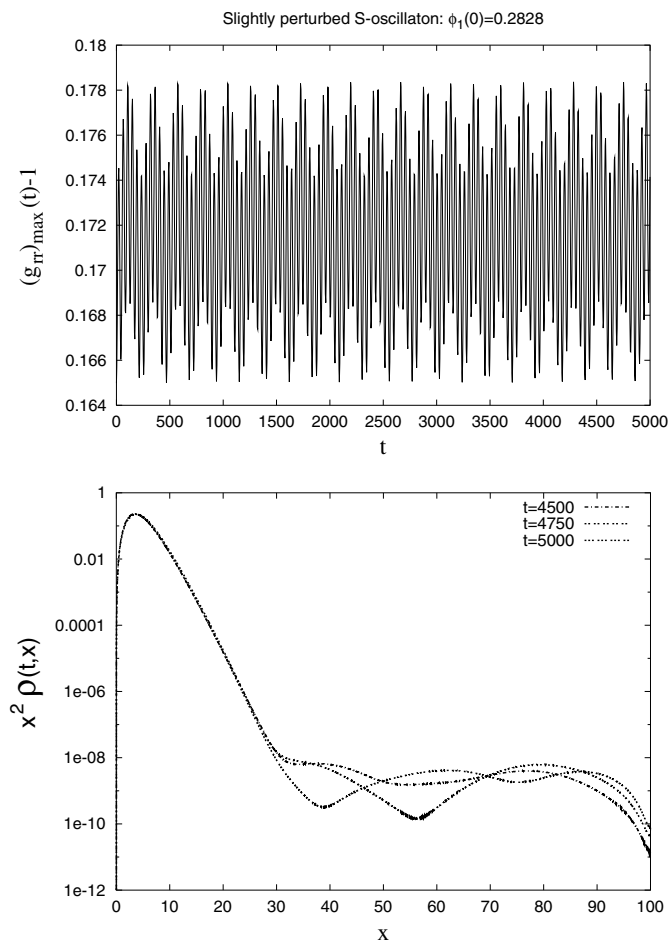 Slightly perturbed S-oscillaton: ϕ₁(0)=0.2828
(g_rr)_max (t)-1
0.18
0.178
0.176
0.174
0.172
0.17
0.168
0.166
0.164
0 500 1000 1500 2000 2500 3000 3500 4000 4500 5000
t
x² ρ(t,x)
1
0.01
0.0001
1e-06
1e-08
1e-10
1e-12
t=4500
t=4750
t=5000
0 10 20 30 40 50 60 70 80 90 100
x